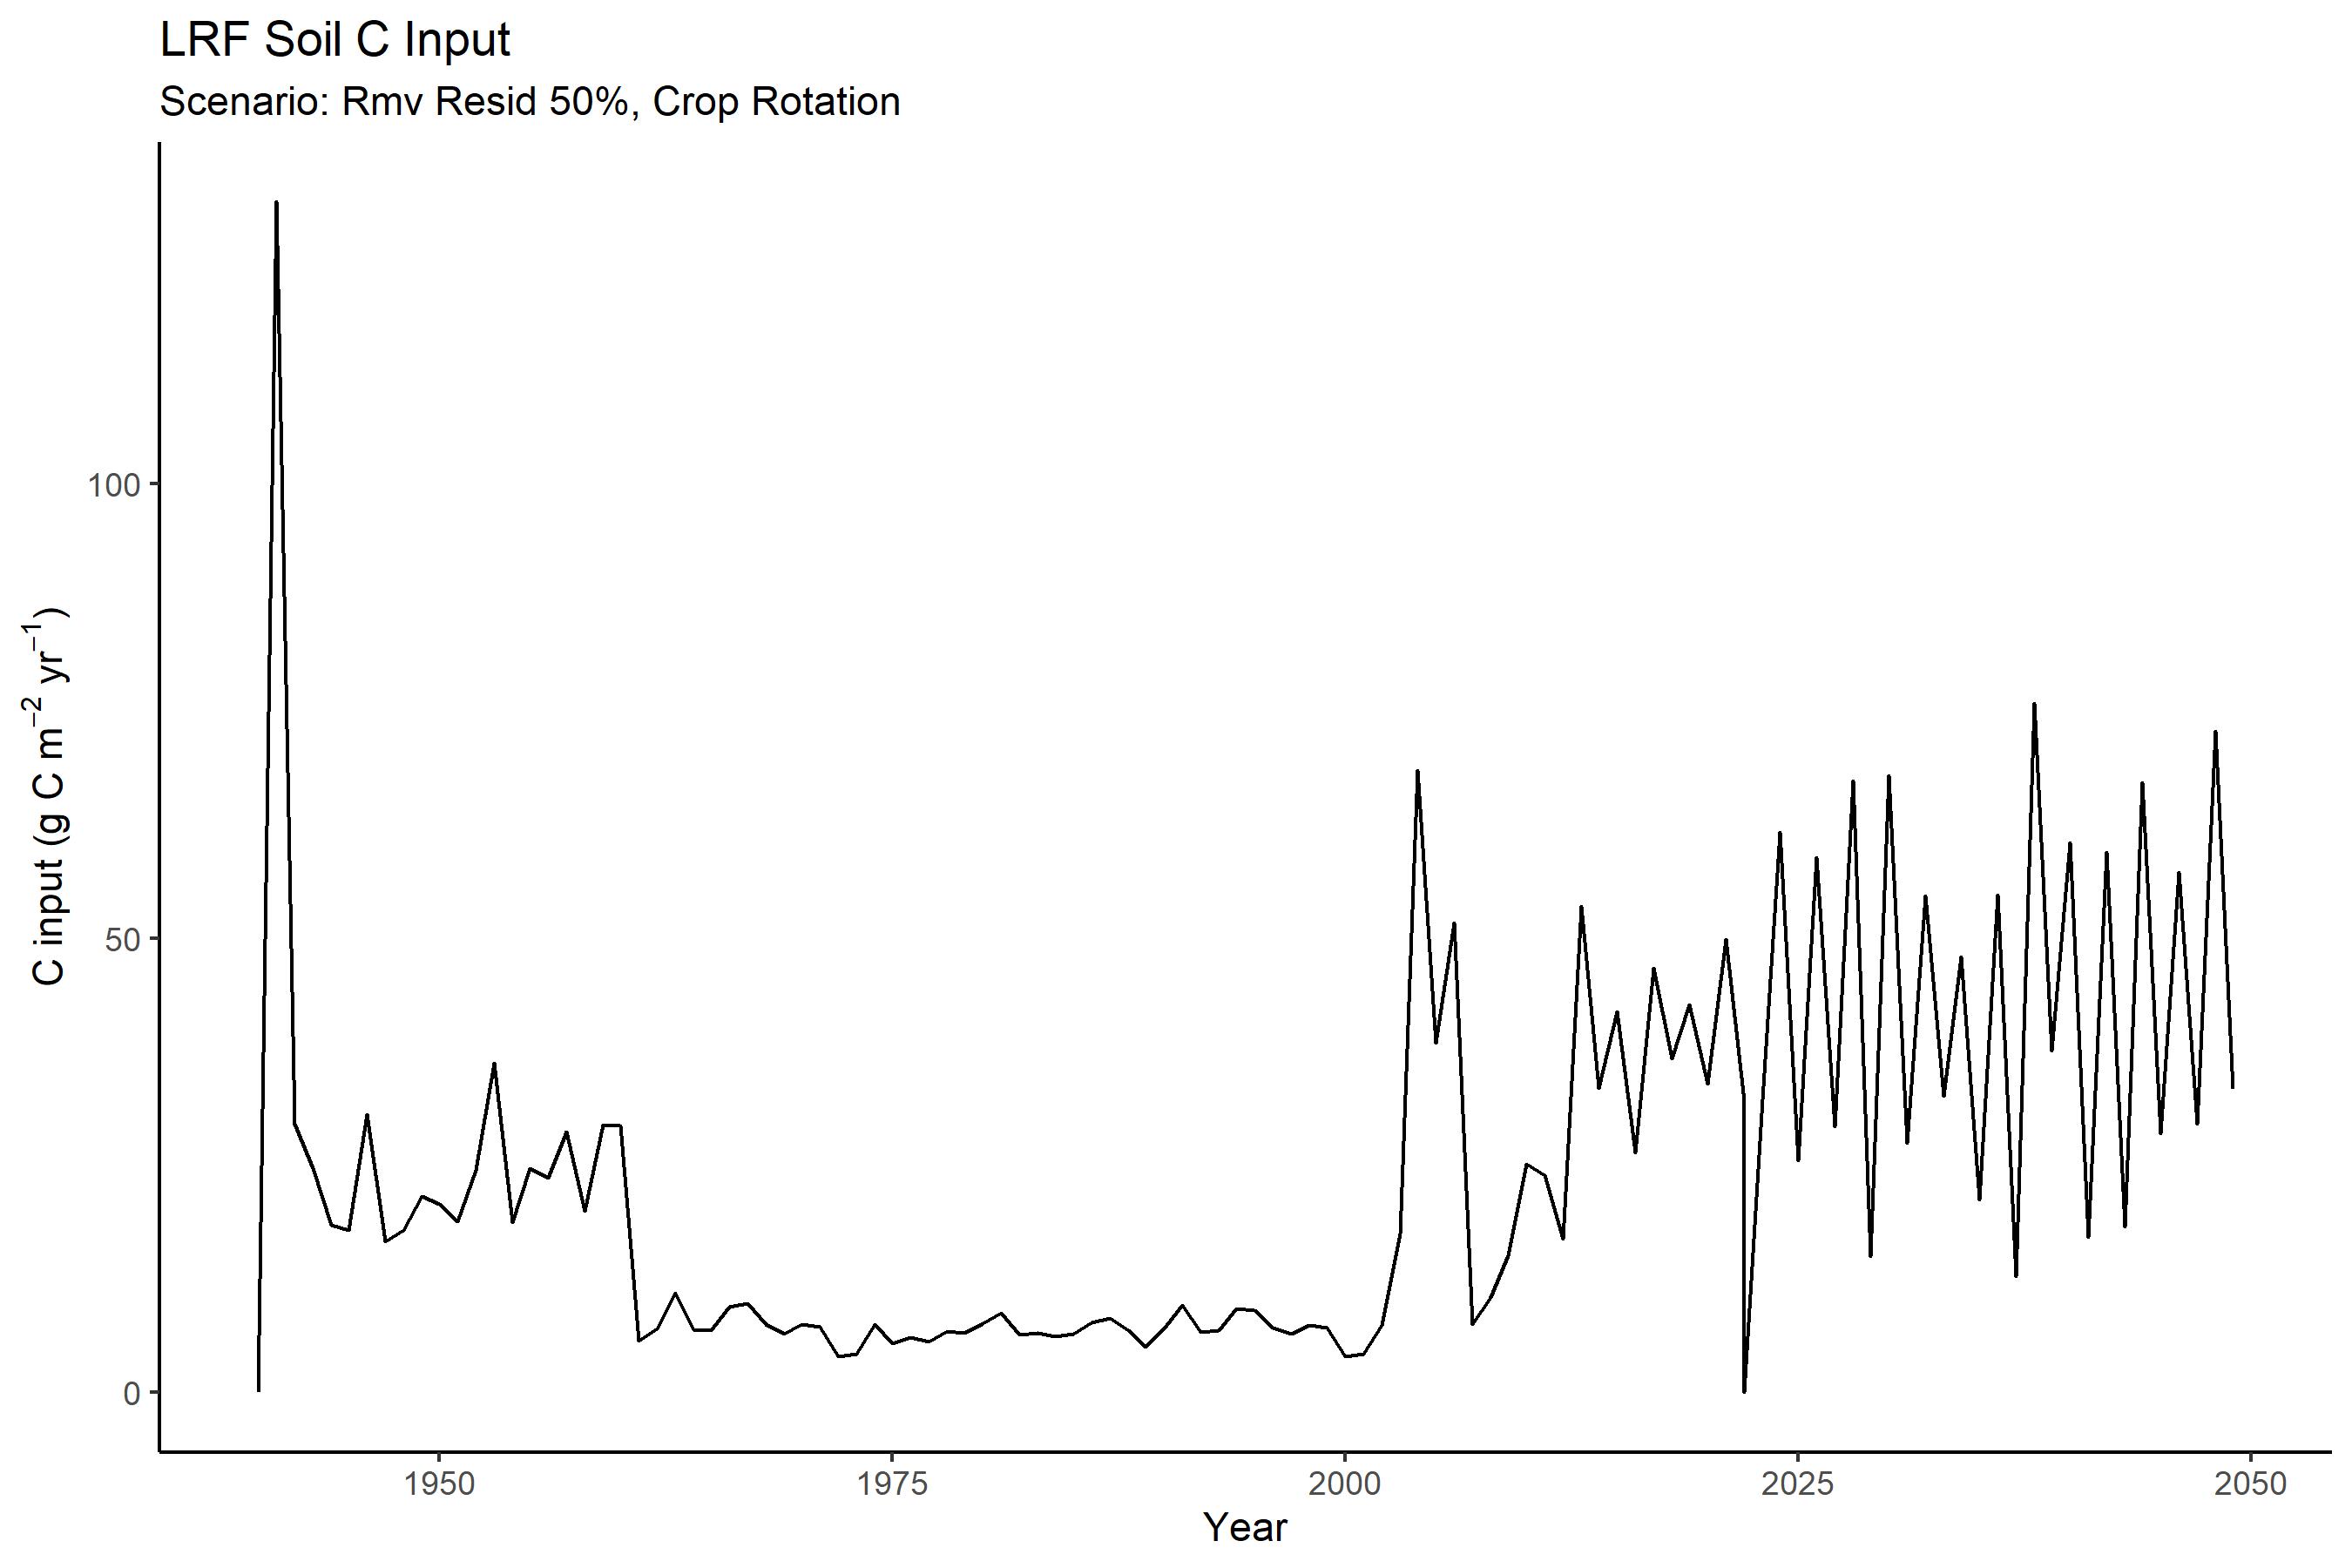 LRF Soil C Input
Scenario: Rmv Resid 50%, Crop Rotation
C input (g C m⁻² yr⁻¹)
100
50
0
1950 1975 2000 2025 2050
Year